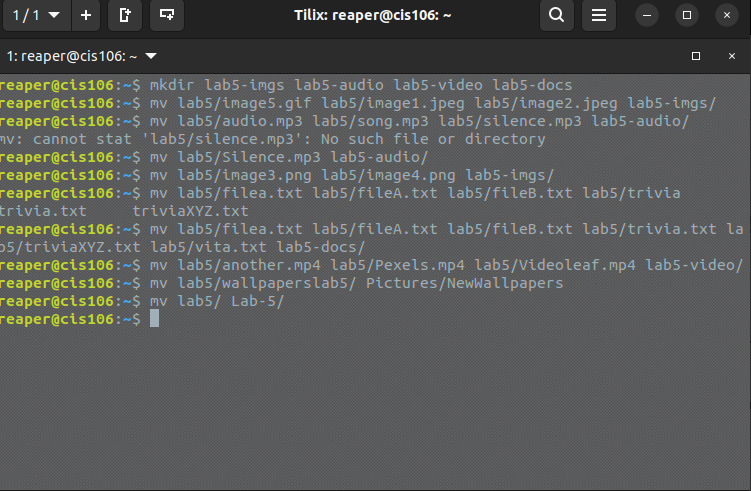 1 / 1
Tilix: reaper@cis106: ~
1: reaper@cis106: ~
reaper@cis106:~$ mkdir lab5-imgs lab5-audio lab5-video lab5-docs
reaper@cis106:~$ mv lab5/image5.gif lab5/image1.jpeg lab5/image2.jpeg lab5-imgs/
reaper@cis106:~$ mv lab5/audio.mp3 lab5/song.mp3 lab5/silence.mp3 lab5-audio/
mv: cannot stat 'lab5/silence.mp3': No such file or directory
reaper@cis106:~$ mv lab5/Silence.mp3 lab5-audio/
reaper@cis106:~$ mv lab5/image3.png lab5/image4.png lab5-imgs/
reaper@cis106:~$ mv lab5/filea.txt lab5/fileA.txt lab5/fileB.txt lab5/trivia
trivia.txt     triviaXYZ.txt
reaper@cis106:~$ mv lab5/filea.txt lab5/fileA.txt lab5/fileB.txt lab5/trivia.txt la
b5/triviaXYZ.txt lab5/vita.txt lab5-docs/
reaper@cis106:~$ mv lab5/another.mp4 lab5/Pexels.mp4 lab5/Videoleaf.mp4 lab5-video/
reaper@cis106:~$ mv lab5/wallpaperslab5/ Pictures/NewWallpapers
reaper@cis106:~$ mv lab5/ Lab-5/
reaper@cis106:~$